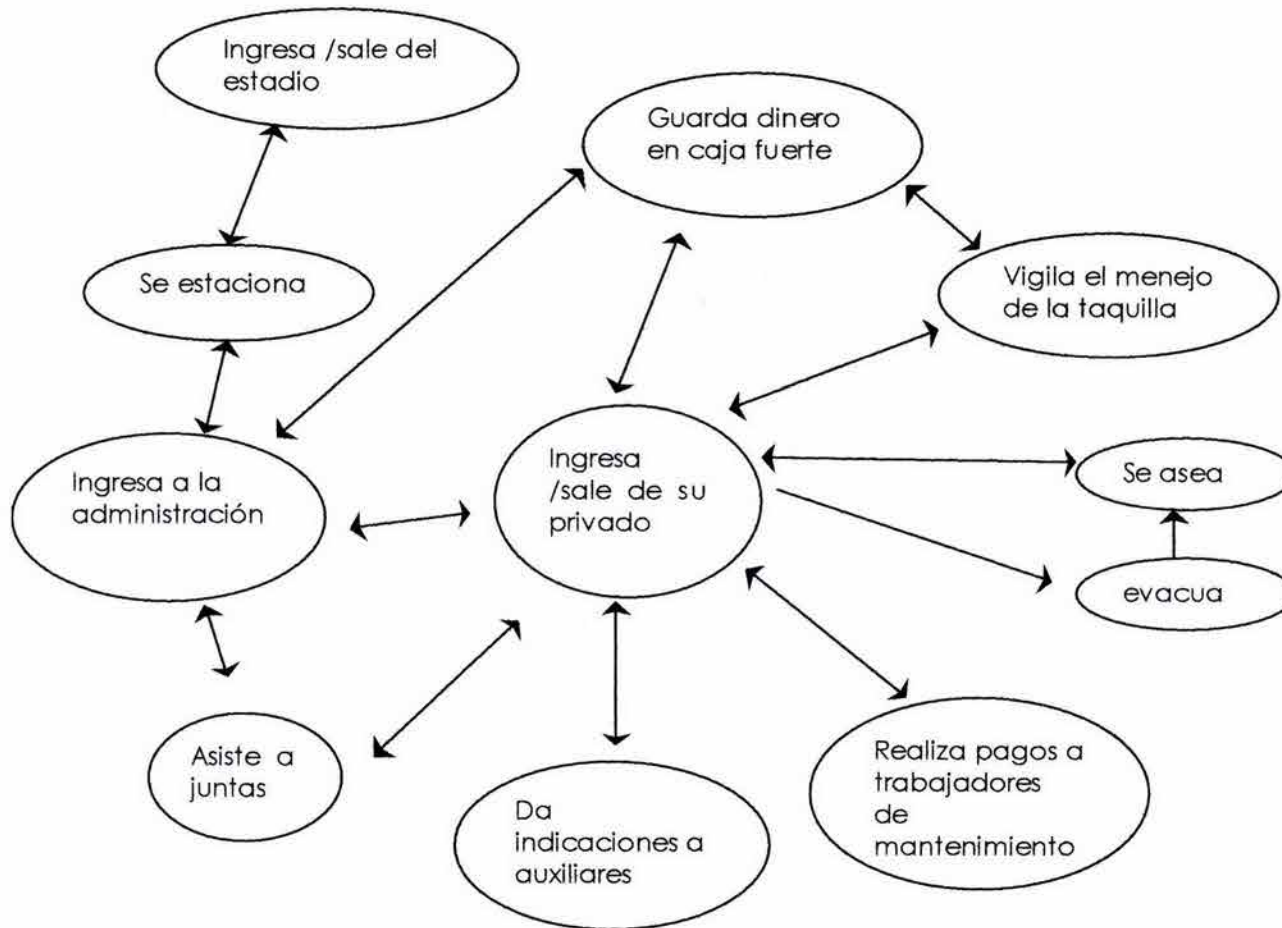 Ingresa /sale del
estadio
Guarda dinero
en caja fuerte
Se estaciona
Vigila el menejo
de la taquilla
Ingresa a la
administración
Ingresa
/sale de su
privado
Se asea
evacua
Asiste a
juntas
Da
indicaciones a
auxiliares
Realiza pagos a
trabajadores
de
mantenimiento